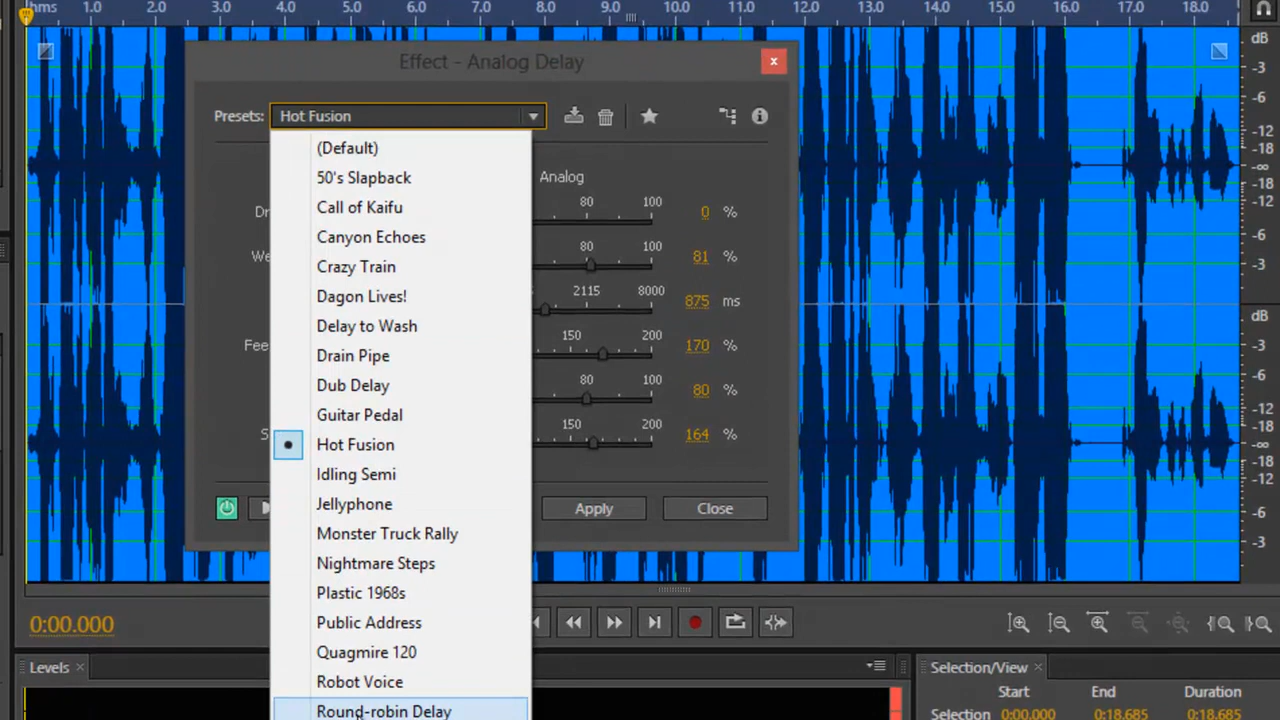 hms 1.0 2.0 3.0 4.0 5.0 6.0 7.0 8.0 9.0 10.0 11.0 12.0 13.0 14.0 15.0 16.0 17.0 18.0
Effect - Analog Delay
x
Presets: Hot Fusion
(Default)
50's Slapback
Call of Kaifu
Canyon Echoes
Crazy Train
Dagon Lives!
Delay to Wash
Drain Pipe
Dub Delay
Guitar Pedal
Hot Fusion
Idling Semi
Jellyphone
Monster Truck Rally
Nightmare Steps
Plastic 1968s
Public Address
Quagmire 120
Robot Voice
Round-robin Delay
Analog
80 100
Dr 0 %
80 100
We 81 %
2115 8000
875 ms
150 200
Fee 170 %
80 100
80 %
150 200
S 164 %
Apply Close
dB
-3
-6
-12
-18
-∞
-18
-12
-6
-3
dB
-3
-6
-12
-18
-∞
-18
-12
-6
-3
0:00.000
Levels ×
Selection/View ×
Start End Duration
Selection 0:00.000 0:18.685 0:18.685